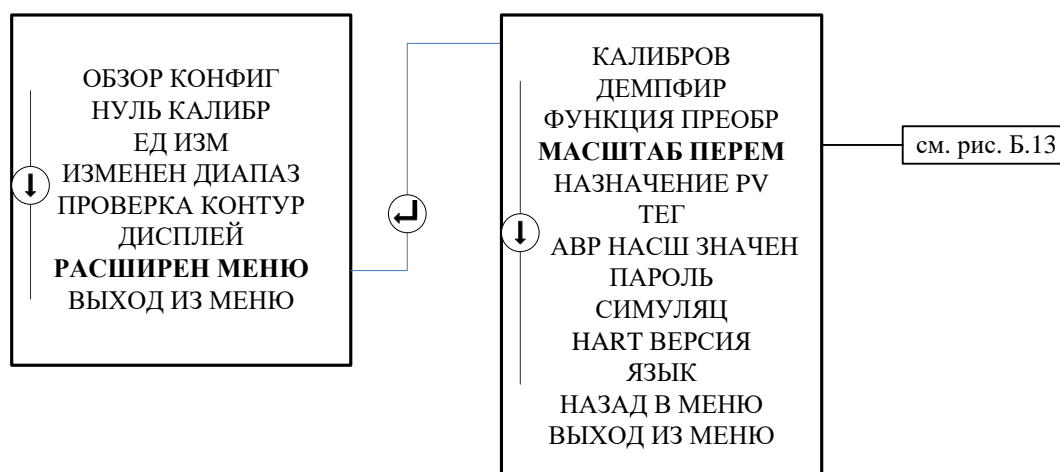 ОБЗОР КОНФИГ
НУЛЬ КАЛИБР
ЕД ИЗМ
ИЗМЕНЕН ДИАПАЗ
ПРОВЕРКА КОНТУР
ДИСПЛЕЙ
РАСШИРЕН МЕНЮ
ВЫХОД ИЗ МЕНЮ
КАЛИБРОВ
ДЕМПФИР
ФУНКЦИЯ ПРЕОБР
МАСШТАБ ПЕРЕМ
НАЗНАЧЕНИЕ PV
ТЕГ
АВР НАСШ ЗНАЧЕН
ПАРОЛЬ
СИМУЛЯЦ
HART ВЕРСИЯ
ЯЗЫК
НАЗАД В МЕНЮ
ВЫХОД ИЗ МЕНЮ
см. рис. Б.13